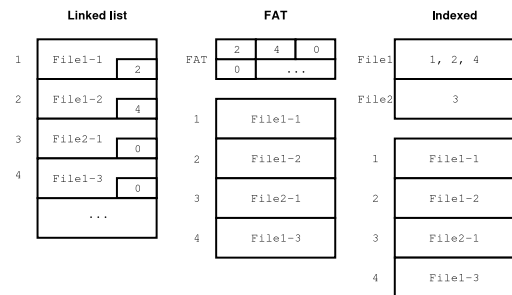 Linked list
1 File1-1 2
2 File1-2 4
3 File2-1 0
4 File1-3 0
...
FAT
FAT 2 4 0
0 ...
1 File1-1
2 File1-2
3 File2-1
4 File1-3
Indexed
File1 1, 2, 4
File2 3
1 File1-1
2 File1-2
3 File2-1
4 File1-3